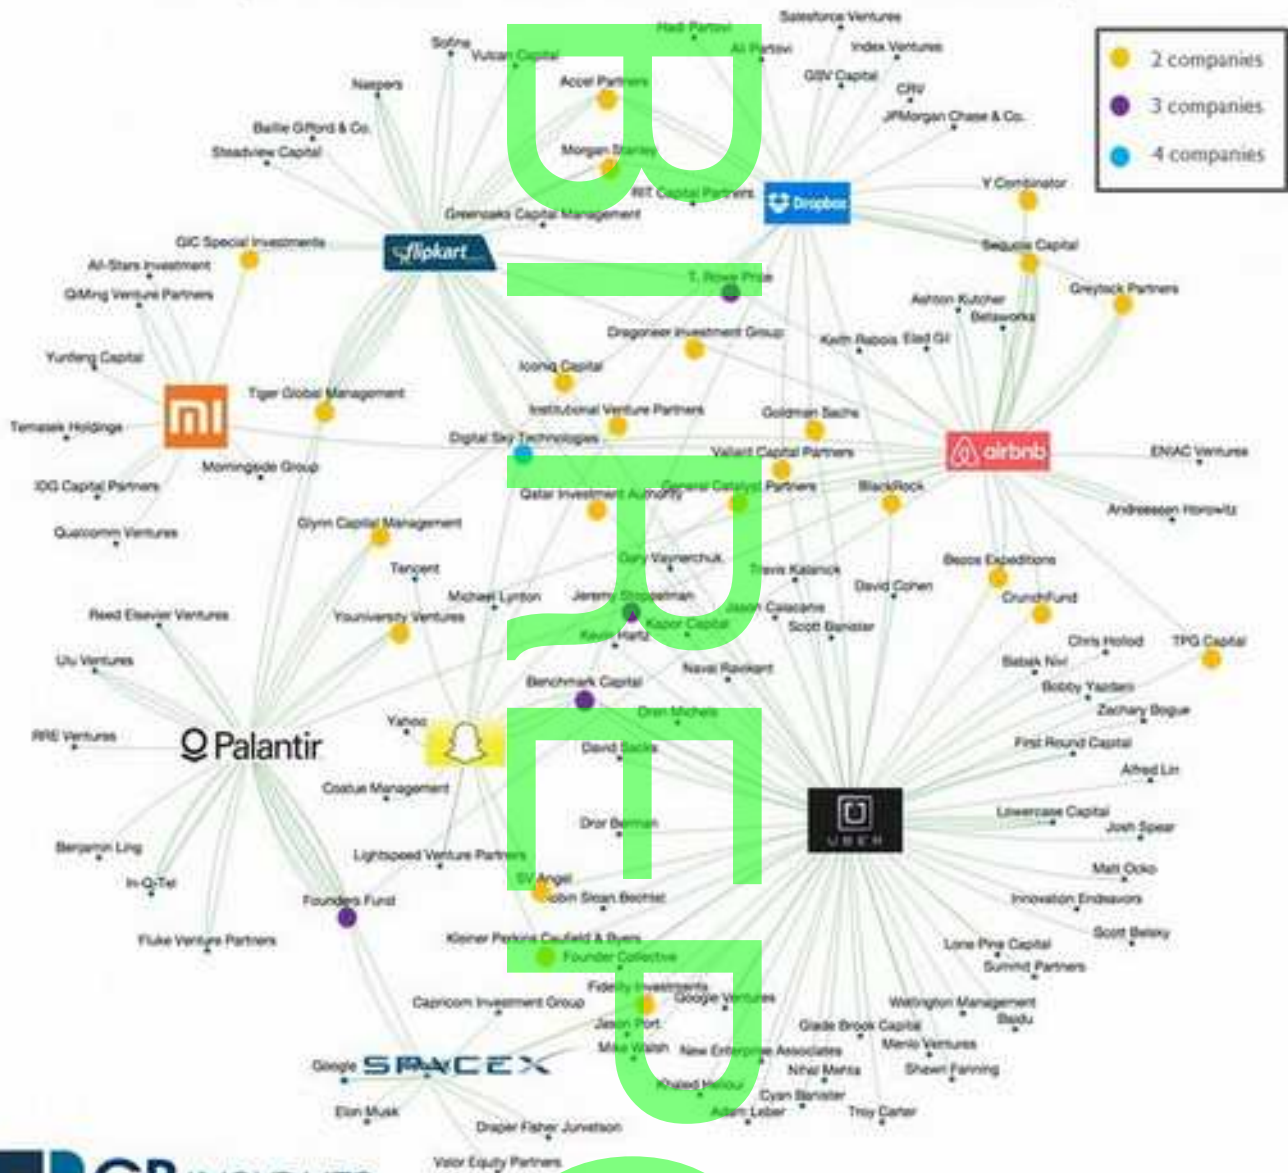 Salesforce Ventures
Hadi Partovi
Ali Partovi
Index Ventures
Sofina
Vulcan Capital
GSV Capital
CRV
JPMorgan Chase & Co.
2 companies
3 companies
4 companies
Naspers
Accel Partners
Baillie Gifford & Co.
Steadview Capital
Morgan Stanley
RIT Capital Partners
Dropbox
Y Combinator
Greenoaks Capital Management
GIC Special Investments
flipkart
Sequoia Capital
All-Stars Investment
QiMing Venture Partners
T. Rowe Price
Greylock Partners
Ashton Kutcher
Betaworks
Dragoneer Investment Group
Keith Rabois
Elad Gil
Yunfeng Capital
Iconiq Capital
Tiger Global Management
Institutional Venture Partners
Goldman Sachs
mi
Temasek Holdings
Digital Sky Technologies
Valiant Capital Partners
airbnb
ENIAC Ventures
Morningside Group
IDG Capital Partners
Qatar Investment Authority
General Catalyst Partners
BlackRock
Andreessen Horowitz
Qualcomm Ventures
Glynn Capital Management
Gary Vaynerchuk
Travis Kalanick
David Cohen
Bezos Expeditions
Tencent
Michael Lynton
Jeremy Stoppelman
Jason Calacanis
CrunchFund
Reed Elsevier Ventures
Youniversity Ventures
Kapor Capital
Scott Banister
Kevin Hartz
Chris Hollod
TPG Capital
Ulu Ventures
Naval Ravikant
Babak Nivi
Benchmark Capital
Bobby Yazdani
Oren Michels
Zachary Bogue
RRE Ventures
Palantir
Yahoo
David Sacks
First Round Capital
Alfred Lin
Coatue Management
UBER
Lowercase Capital
Dror Berman
Josh Spear
Benjamin Ling
Lightspeed Venture Partners
Matt Ocko
In-Q-Tel
SV Angel
Robin Sloan Bechtel
Founders Fund
Innovation Endeavors
Fluke Venture Partners
Kleiner Perkins Caufield & Byers
Founder Collective
Scott Belsky
Lone Pine Capital
Summit Partners
Fidelity Investments
Google Ventures
Capricorn Investment Group
Wellington Management
Baidu
Jason Port
Glade Brook Capital
Mike Walsh
New Enterprise Associates
Menlo Ventures
Google
SPACEX
Nihal Mehta
Shawn Fanning
Khaled Helioui
Cyan Banister
Elon Musk
Adam Leber
Troy Carter
Draper Fisher Jurvetson
Valor Equity Partners